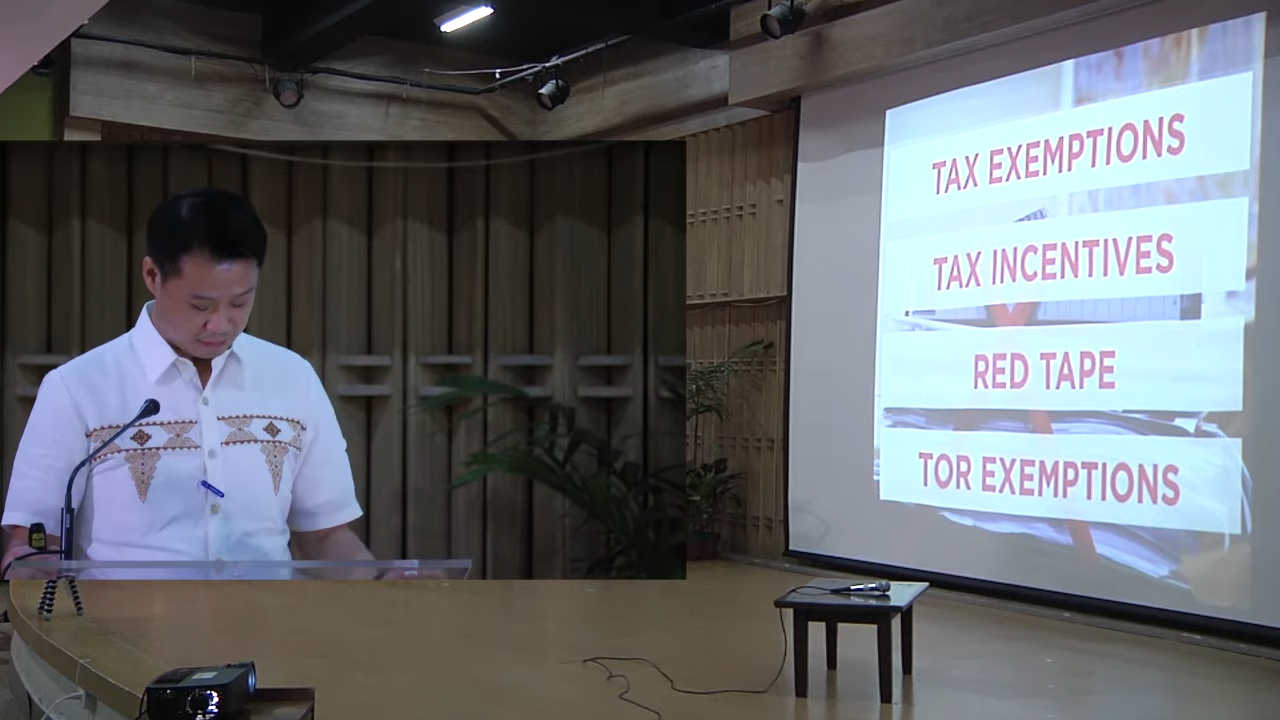 TAX EXEMPTIONS
TAX INCENTIVES
RED TAPE
TOR EXEMPTIONS